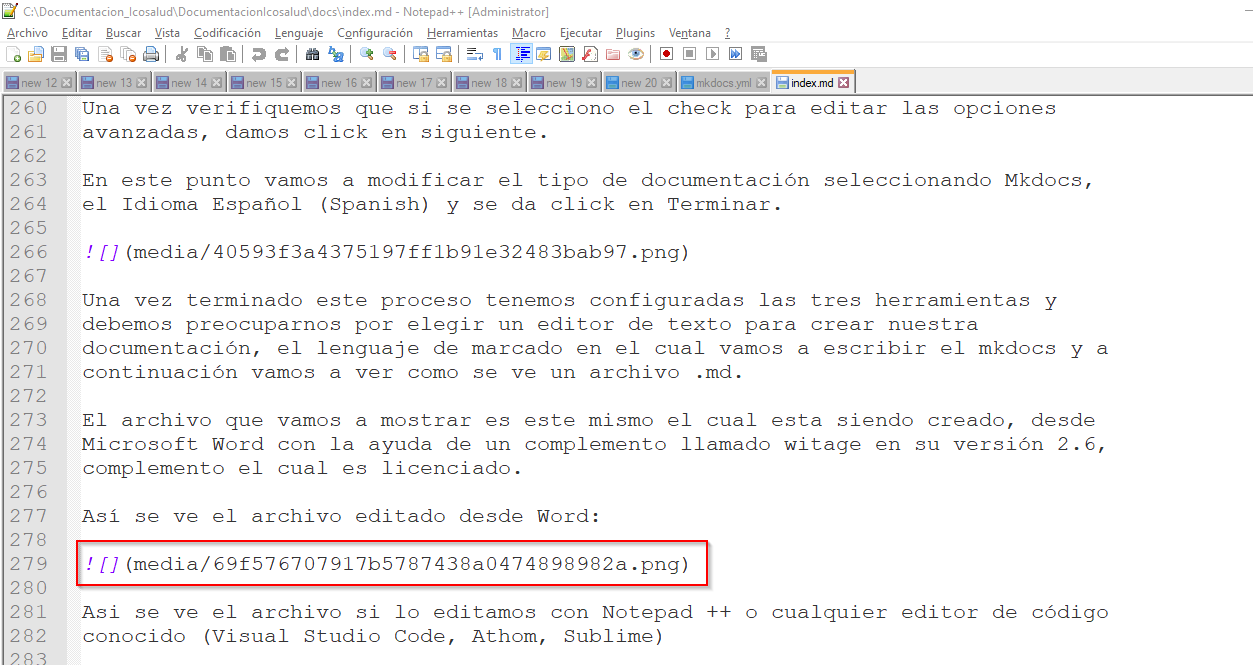 C:\Documentacion_Icosalud\DocumentacionIcosalud\docs\index.md - Notepad++ [Administrator]
Archivo Editar Buscar Vista Codificación Lenguaje Configuración Herramientas Macro Ejecutar Plugins Ventana ?
new 12 new 13 new 14 new 15 new 16 new 17 new 18 new 19 new 20 mkdocs.yml index.md
260 Una vez verifiquemos que si se selecciono el check para editar las opciones
261 avanzadas, damos click en siguiente.
262
263 En este punto vamos a modificar el tipo de documentación seleccionando Mkdocs,
264 el Idioma Español (Spanish) y se da click en Terminar.
265
266 ![](media/40593f3a4375197ff1b91e32483bab97.png)
267
268 Una vez terminado este proceso tenemos configuradas las tres herramientas y
269 debemos preocuparnos por elegir un editor de texto para crear nuestra
270 documentación, el lenguaje de marcado en el cual vamos a escribir el mkdocs y a
271 continuación vamos a ver como se ve un archivo .md.
272
273 El archivo que vamos a mostrar es este mismo el cual esta siendo creado, desde
274 Microsoft Word con la ayuda de un complemento llamado witage en su versión 2.6,
275 complemento el cual es licenciado.
276
277 Así se ve el archivo editado desde Word:
278
279 ![](media/69f576707917b5787438a0474898982a.png)
280
281 Asi se ve el archivo si lo editamos con Notepad ++ o cualquier editor de código
282 conocido (Visual Studio Code, Athom, Sublime)
283